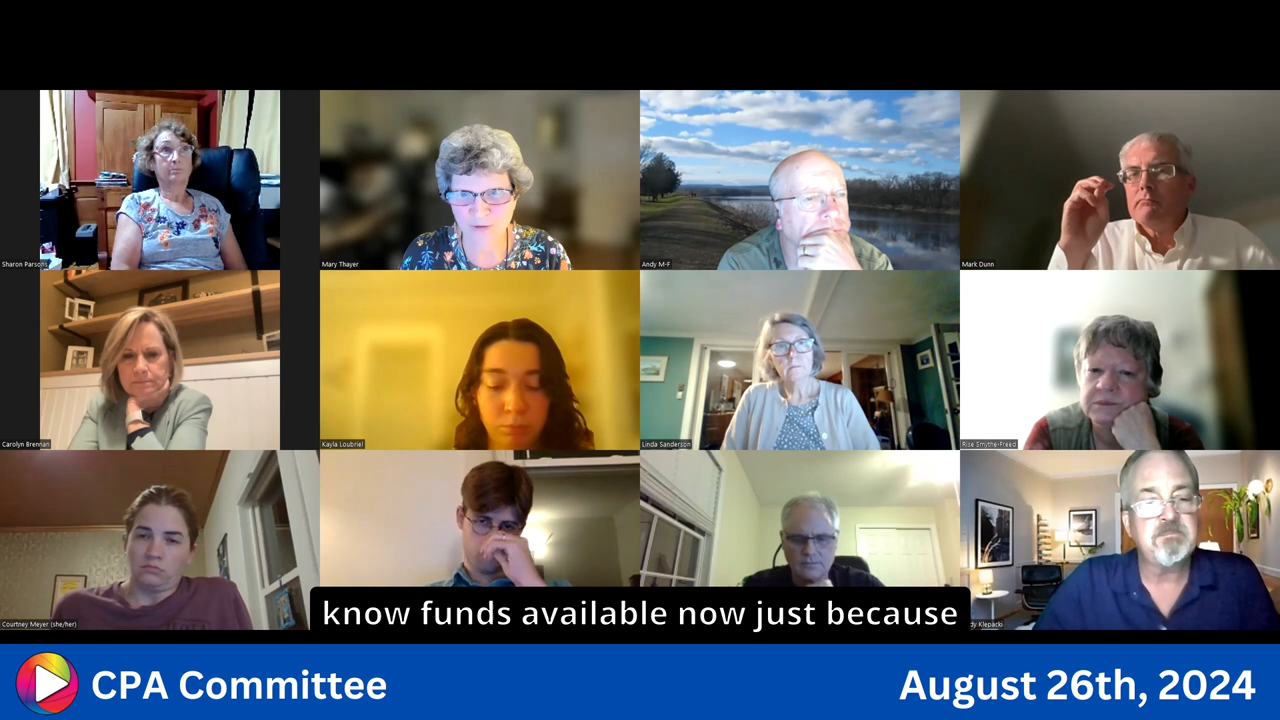 Sharon Parsons
Mary Thayer
Andy M-F
Mark Dunn
Carolyn Brennan
Kayla Loubriel
Linda Sanderson
Rise Smythe-Freed
Courtney Meyer (she/her)
dy Klepacki
know funds available now just because
CPA Committee
August 26th, 2024